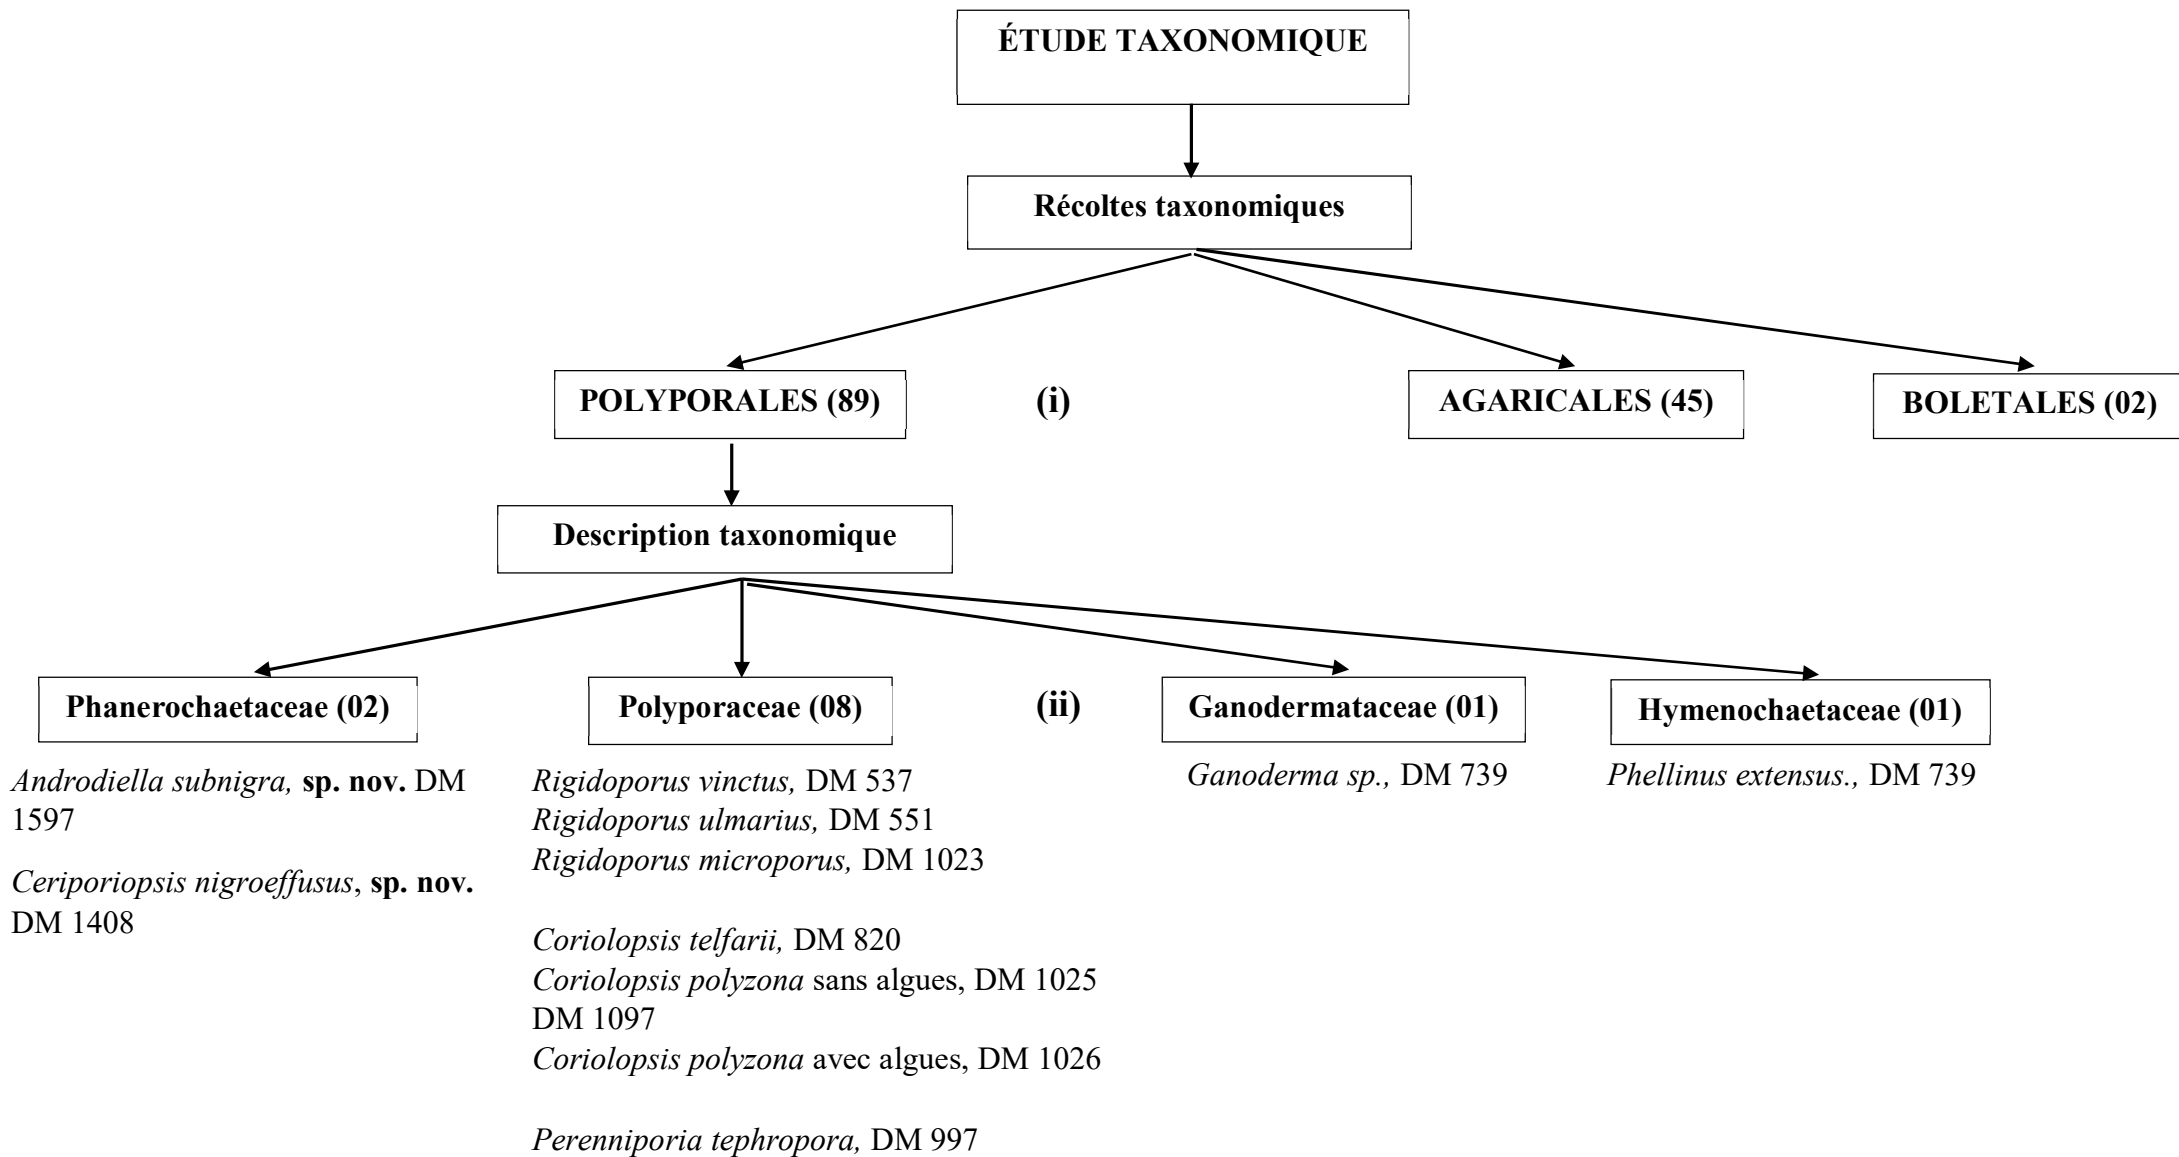 ÉTUDE TAXONOMIQUE
Récoltes taxonomiques
POLYPORALES (89)
(i)
AGARICALES (45)
BOLETALES (02)
Description taxonomique
Phanerochaetaceae (02)
Polyporaceae (08)
(ii)
Ganodermataceae (01)
Hymenochaetaceae (01)
Androdiella subnigra, sp. nov. DM
1597
Ceriporiopsis nigroeffusus, sp. nov.
DM 1408
Rigidoporus vinctus, DM 537
Rigidoporus ulmarius, DM 551
Rigidoporus microporus, DM 1023
Coriolopsis telfarii, DM 820
Coriolopsis polyzona sans algues, DM 1025
DM 1097
Coriolopsis polyzona avec algues, DM 1026
Perenniporia tephropora, DM 997
Ganoderma sp., DM 739
Phellinus extensus., DM 739